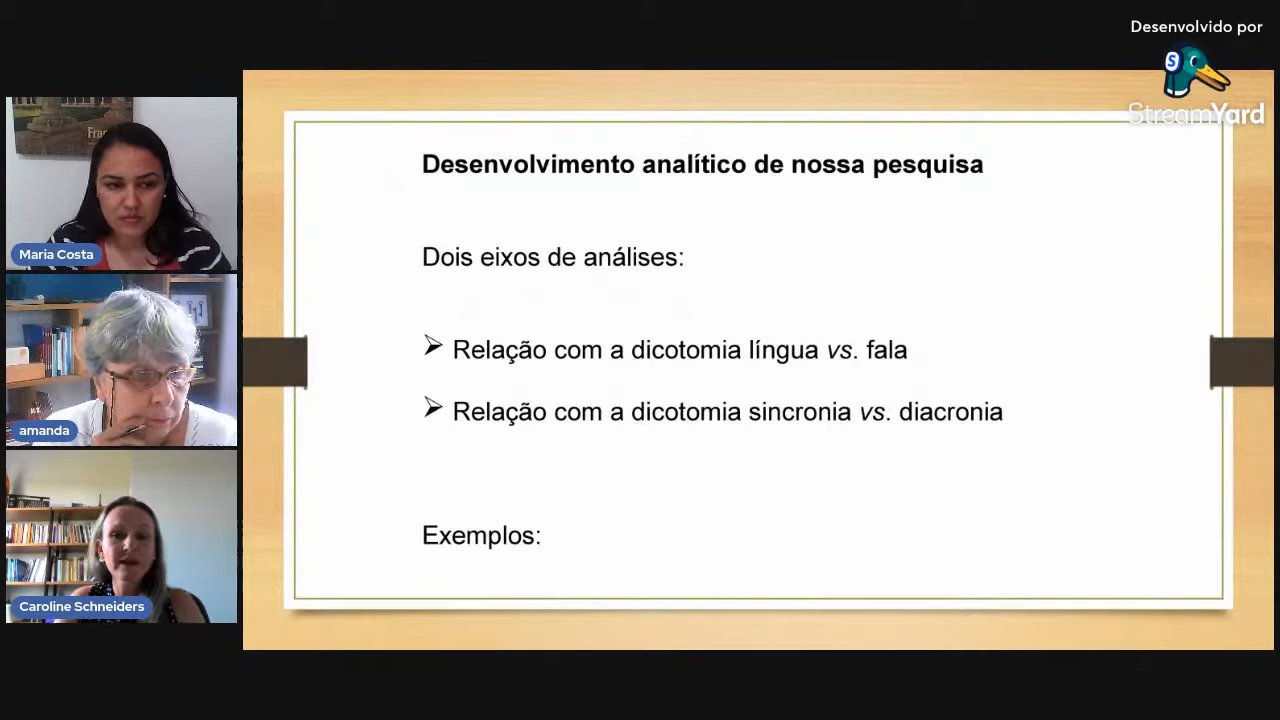 Desenvolvido por
StreamYard
Fran
Maria Costa
amanda
Caroline Schneiders
Desenvolvimento analítico de nossa pesquisa
Dois eixos de análises:
Relação com a dicotomia língua vs. fala
Relação com a dicotomia sincronia vs. diacronia
Exemplos: